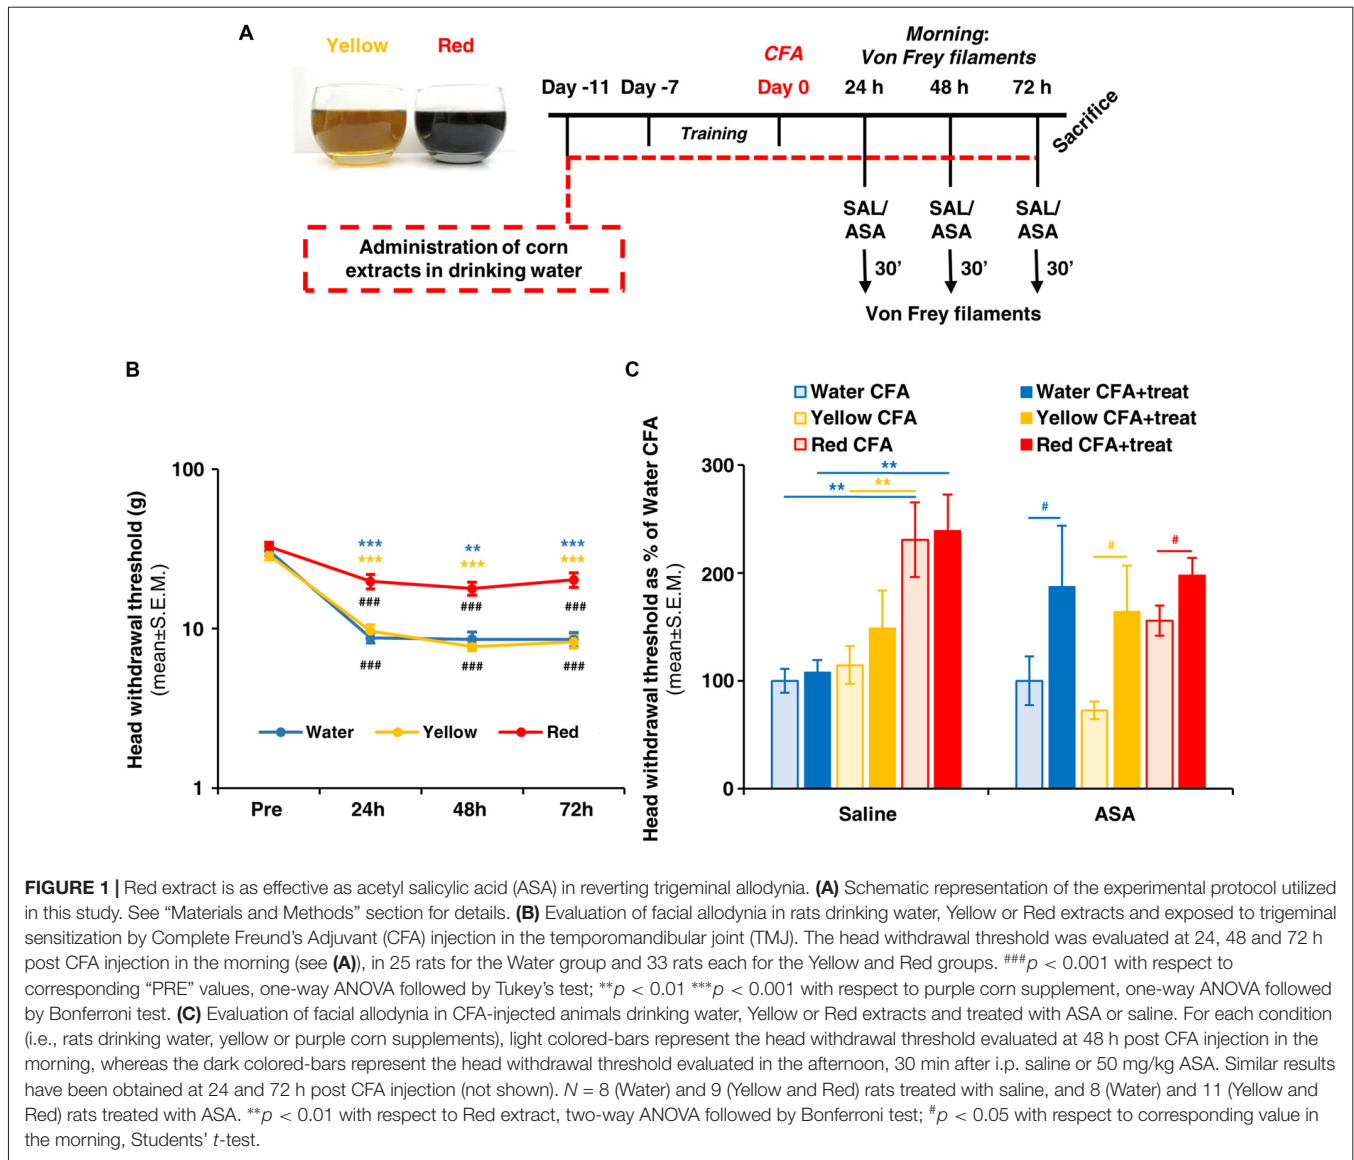 A
Yellow
Red
CFA
Morning:
Von Frey filaments
Day -11
Day -7
Day 0
24 h
48 h
72 h
Training
Sacrifice
Administration of corn
extracts in drinking water
SAL/
ASA
SAL/
ASA
SAL/
ASA
30’
30’
30’
Von Frey filaments
B
Head withdrawal threshold (g)
(mean±S.E.M.)
100
10
1
***
***
###
###
**
***
###
###
***
***
###
###
Water
Yellow
Red
Pre
24h
48h
72h
C
Water CFA
Yellow CFA
Red CFA
Water CFA+treat
Yellow CFA+treat
Red CFA+treat
Head withdrawal threshold as % of Water CFA
(mean±S.E.M.)
300
200
100
0
**
**
**
#
#
#
Saline
ASA
FIGURE 1 | Red extract is as effective as acetyl salicylic acid (ASA) in reverting trigeminal allodynia. (A) Schematic representation of the experimental protocol utilized
in this study. See “Materials and Methods” section for details. (B) Evaluation of facial allodynia in rats drinking water, Yellow or Red extracts and exposed to trigeminal
sensitization by Complete Freund’s Adjuvant (CFA) injection in the temporomandibular joint (TMJ). The head withdrawal threshold was evaluated at 24, 48 and 72 h
post CFA injection in the morning (see (A)), in 25 rats for the Water group and 33 rats each for the Yellow and Red groups. ###p < 0.001 with respect to
corresponding “PRE” values, one-way ANOVA followed by Tukey’s test; **p < 0.01 ***p < 0.001 with respect to purple corn supplement, one-way ANOVA followed
by Bonferroni test. (C) Evaluation of facial allodynia in CFA-injected animals drinking water, Yellow or Red extracts and treated with ASA or saline. For each condition
(i.e., rats drinking water, yellow or purple corn supplements), light colored-bars represent the head withdrawal threshold evaluated at 48 h post CFA injection in the
morning, whereas the dark colored-bars represent the head withdrawal threshold evaluated in the afternoon, 30 min after i.p. saline or 50 mg/kg ASA. Similar results
have been obtained at 24 and 72 h post CFA injection (not shown). N = 8 (Water) and 9 (Yellow and Red) rats treated with saline, and 8 (Water) and 11 (Yellow and
Red) rats treated with ASA. **p < 0.01 with respect to Red extract, two-way ANOVA followed by Bonferroni test; #p < 0.05 with respect to corresponding value in
the morning, Students’ t-test.